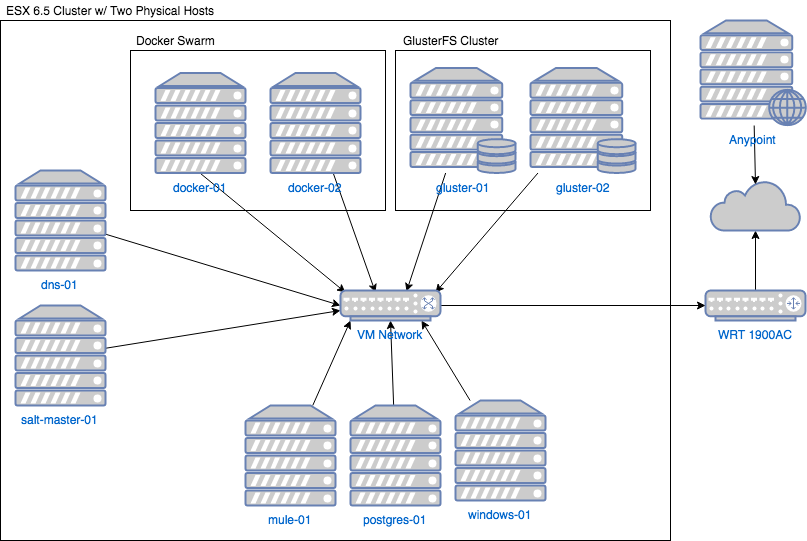 ESX 6.5 Cluster w/ Two Physical Hosts
Docker Swarm
GlusterFS Cluster
Anypoint
docker-01
docker-02
gluster-01
gluster-02
dns-01
VM Network
WRT 1900AC
salt-master-01
mule-01
postgres-01
windows-01